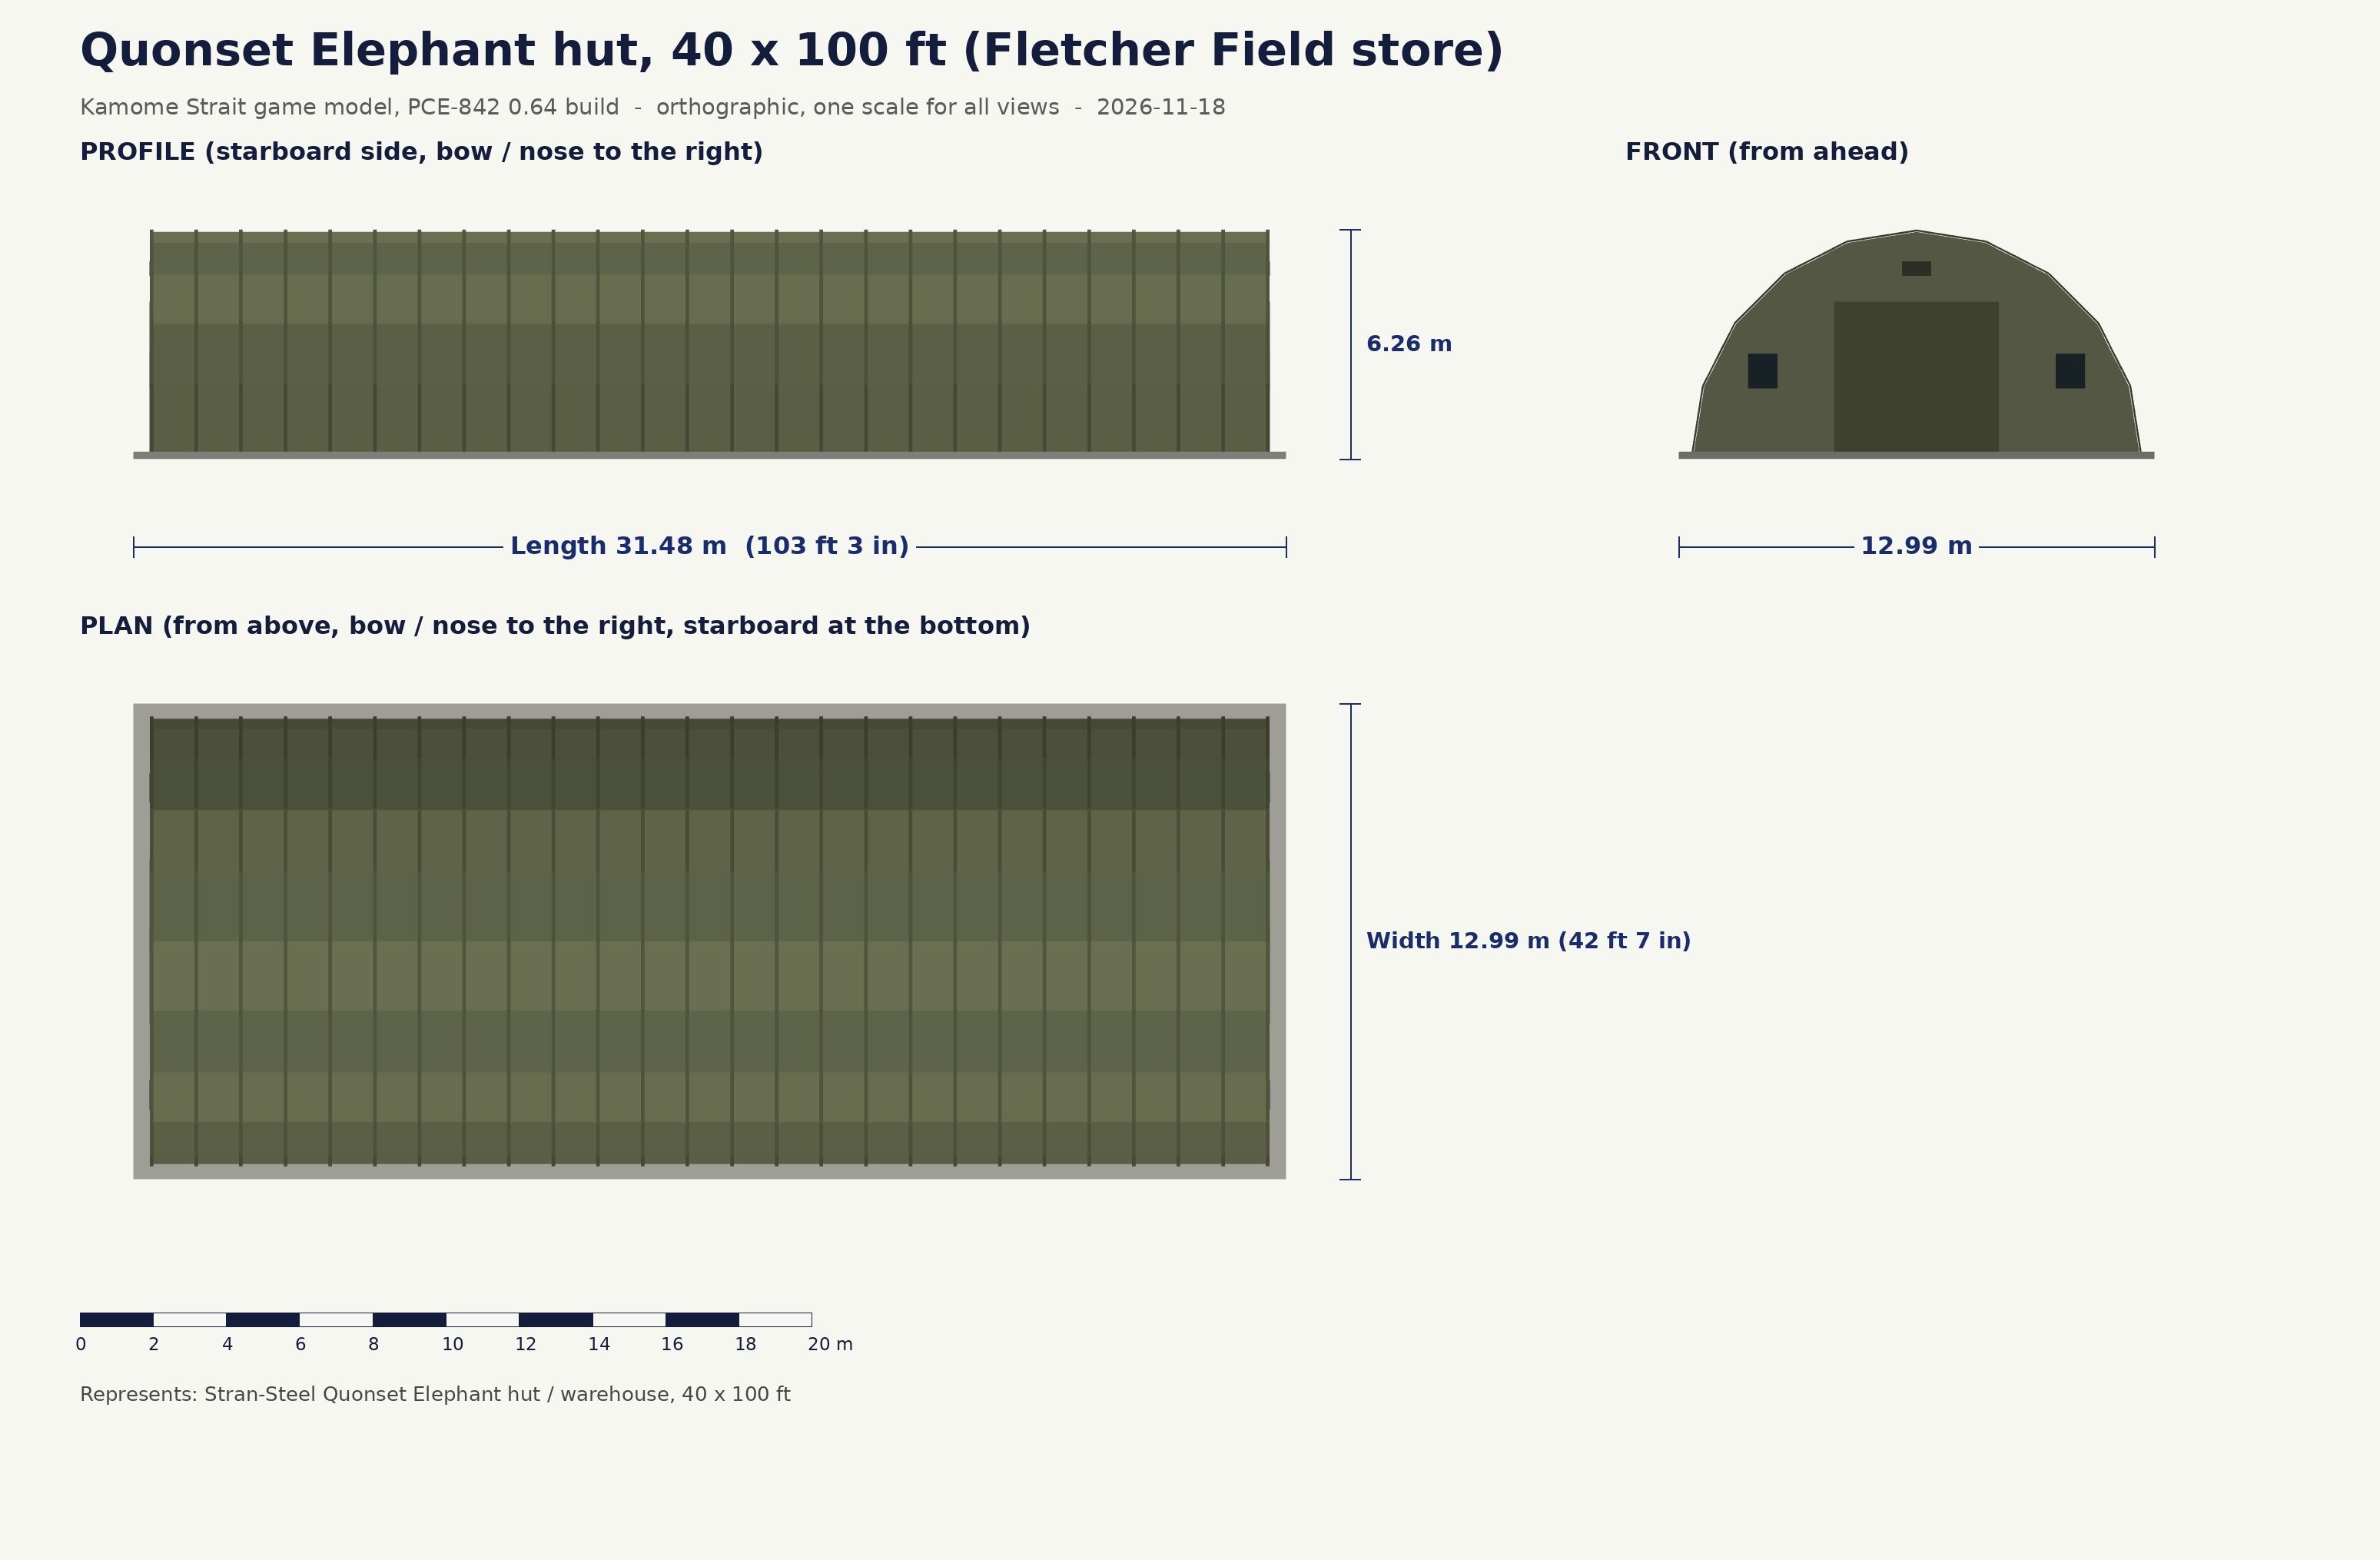 Quonset Elephant hut, 40 x 100 ft (Fletcher Field store)
Kamome Strait game model, PCE-842 0.64 build - orthographic, one scale for all views - 2026-11-18
PROFILE (starboard side, bow / nose to the right)
FRONT (from ahead)
6.26 m
Length 31.48 m (103 ft 3 in)
12.99 m
PLAN (from above, bow / nose to the right, starboard at the bottom)
Width 12.99 m (42 ft 7 in)
0 2 4 6 8 10 12 14 16 18 20 m
Represents: Stran-Steel Quonset Elephant hut / warehouse, 40 x 100 ft